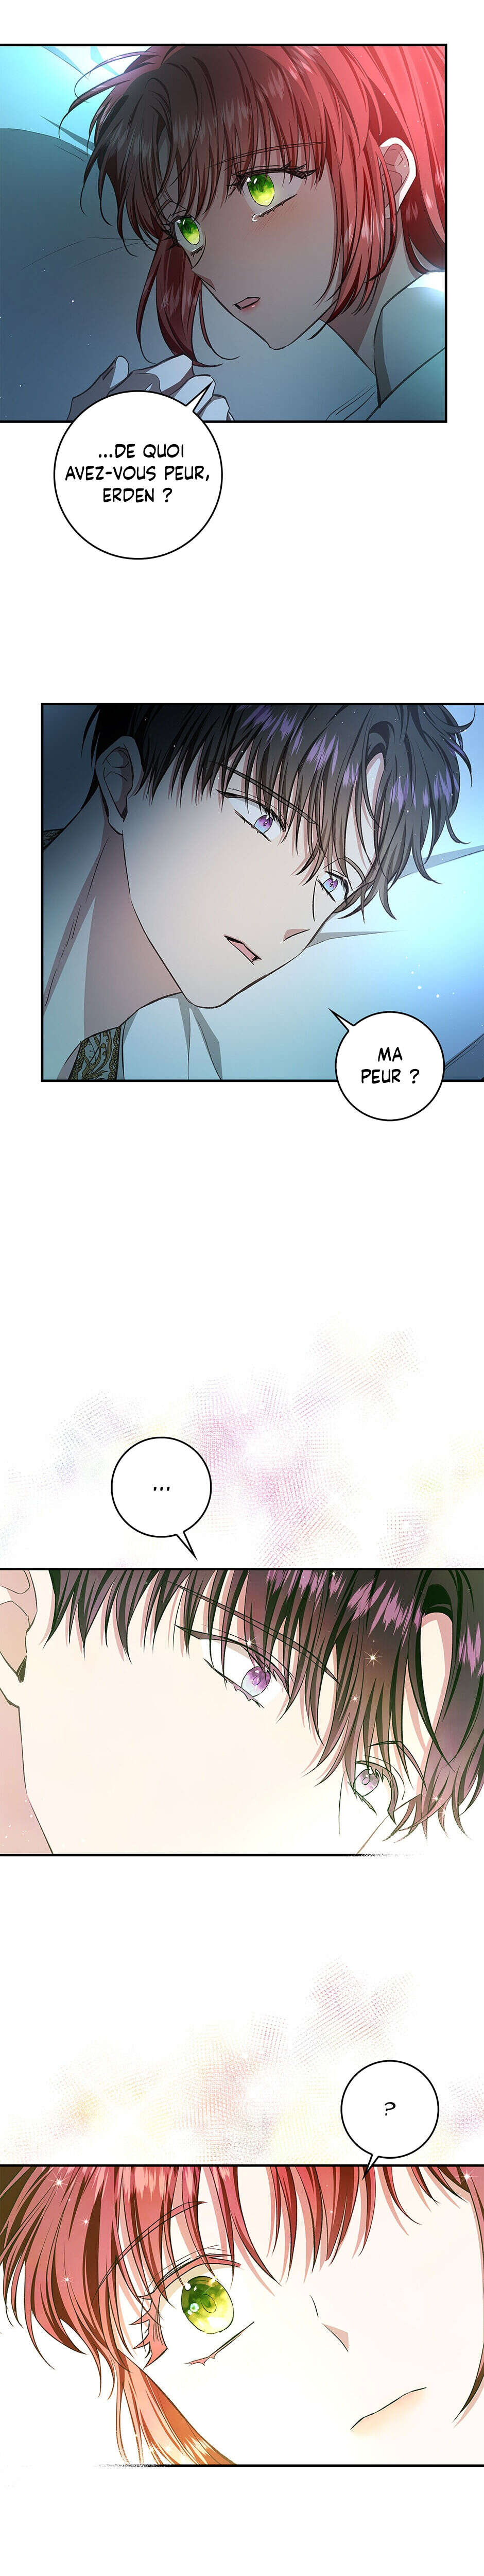 ...DE QUOI
AVEZ-VOUS PEUR,
ERDEN ?
MA
PEUR ?
...
?